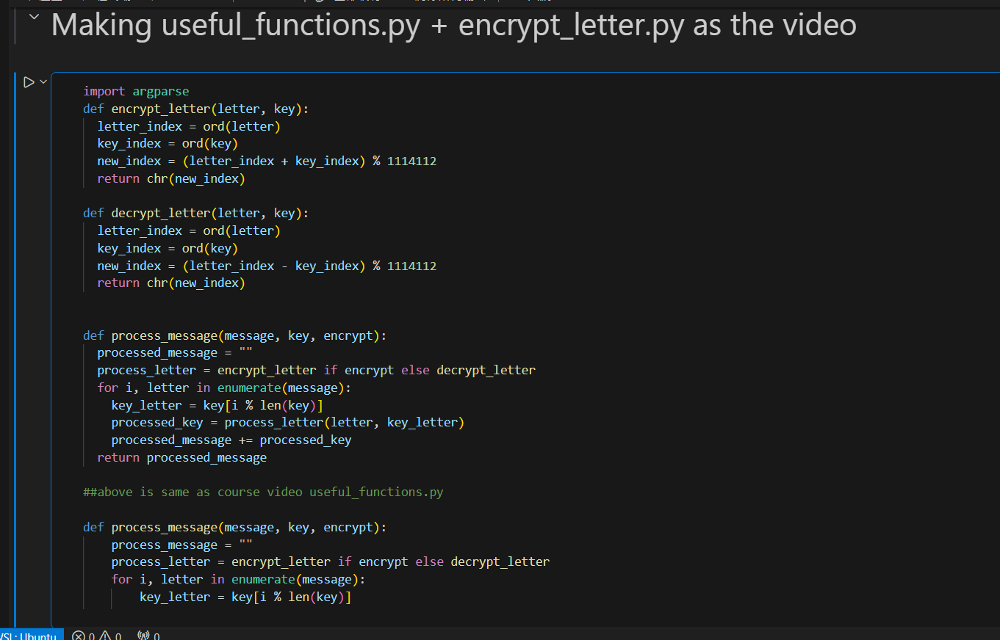 Making useful_functions.py + encrypt_letter.py as the video
import argparse
def encrypt_letter(letter, key):
  letter_index = ord(letter)
  key_index = ord(key)
  new_index = (letter_index + key_index) % 1114112
  return chr(new_index)
def decrypt_letter(letter, key):
  letter_index = ord(letter)
  key_index = ord(key)
  new_index = (letter_index - key_index) % 1114112
  return chr(new_index)
def process_message(message, key, encrypt):
  processed_message = ""
  process_letter = encrypt_letter if encrypt else decrypt_letter
  for i, letter in enumerate(message):
    key_letter = key[i % len(key)]
    processed_key = process_letter(letter, key_letter)
    processed_message += processed_key
  return processed_message
##above is same as course video useful_functions.py
def process_message(message, key, encrypt):
    process_message = ""
    process_letter = encrypt_letter if encrypt else decrypt_letter
    for i, letter in enumerate(message):
        key_letter = key[i % len(key)]
WSL: Ubuntu 0 0 0